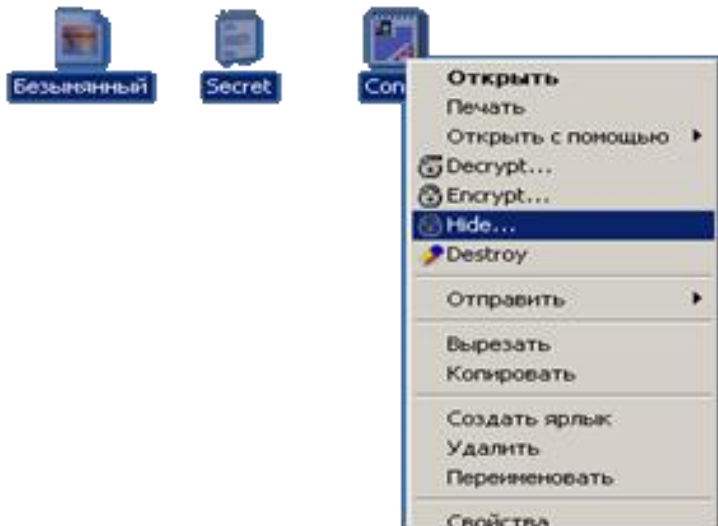 Безымянный
Secret
Con
Открыть
Печать
Открыть с помощью
Decrypt...
Encrypt...
Hide...
Destroy
Отправить
Вырезать
Копировать
Создать ярлык
Удалить
Переименовать
Свойства